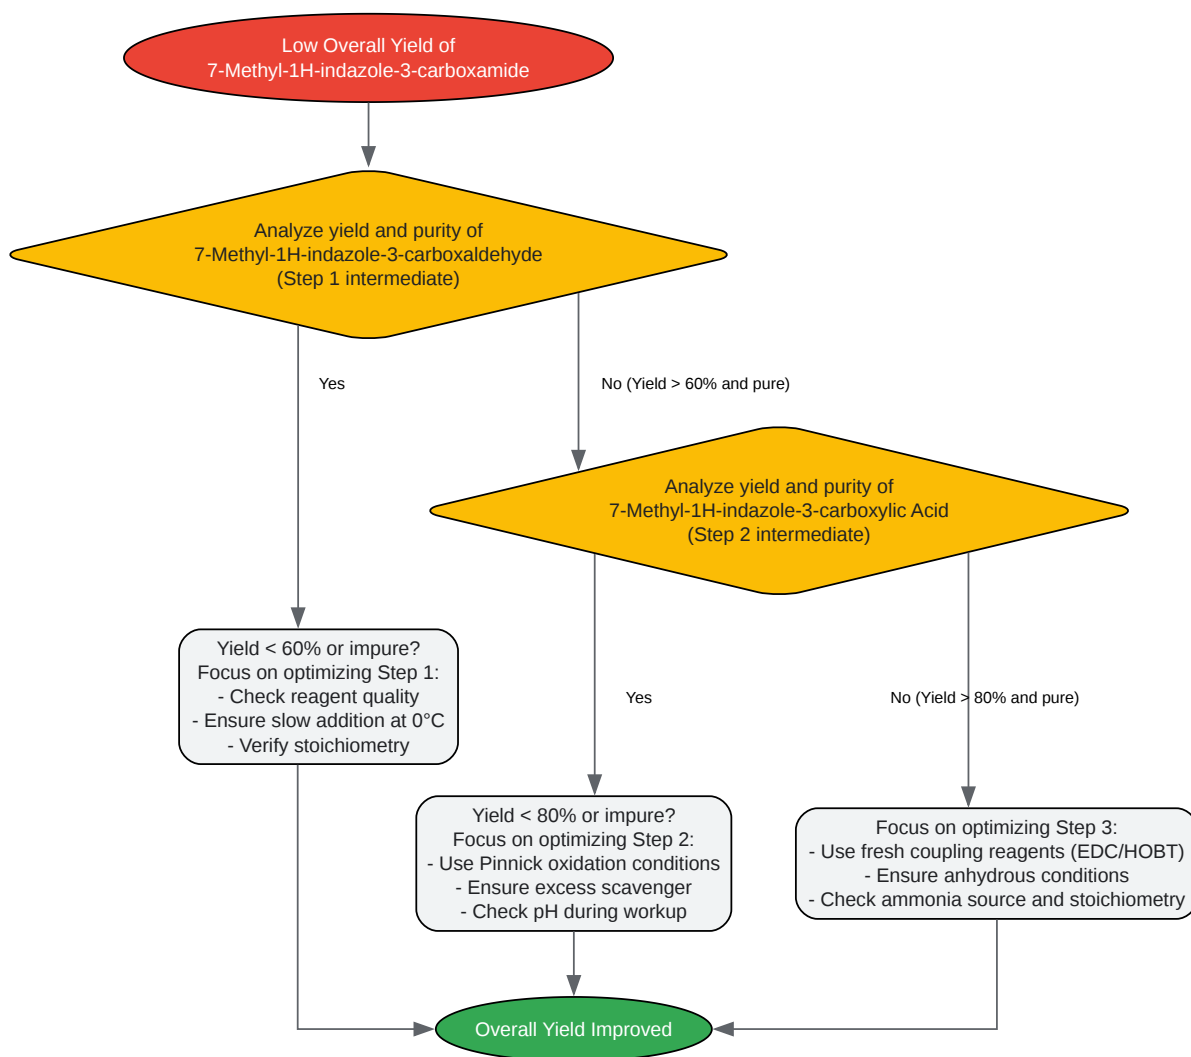 Low Overall Yield of
7-Methyl-1H-indazole-3-carboxamide
Analyze yield and purity of
7-Methyl-1H-indazole-3-carboxaldehyde
(Step 1 intermediate)
Yes
No (Yield > 60% and pure)
Analyze yield and purity of
7-Methyl-1H-indazole-3-carboxylic Acid
(Step 2 intermediate)
Yield < 60% or impure?
Focus on optimizing Step 1:
- Check reagent quality
- Ensure slow addition at 0°C
- Verify stoichiometry
Yes
No (Yield > 80% and pure)
Yield < 80% or impure?
Focus on optimizing Step 2:
- Use Pinnick oxidation conditions
- Ensure excess scavenger
- Check pH during workup
Focus on optimizing Step 3:
- Use fresh coupling reagents (EDC/HOBT)
- Ensure anhydrous conditions
- Check ammonia source and stoichiometry
Overall Yield Improved